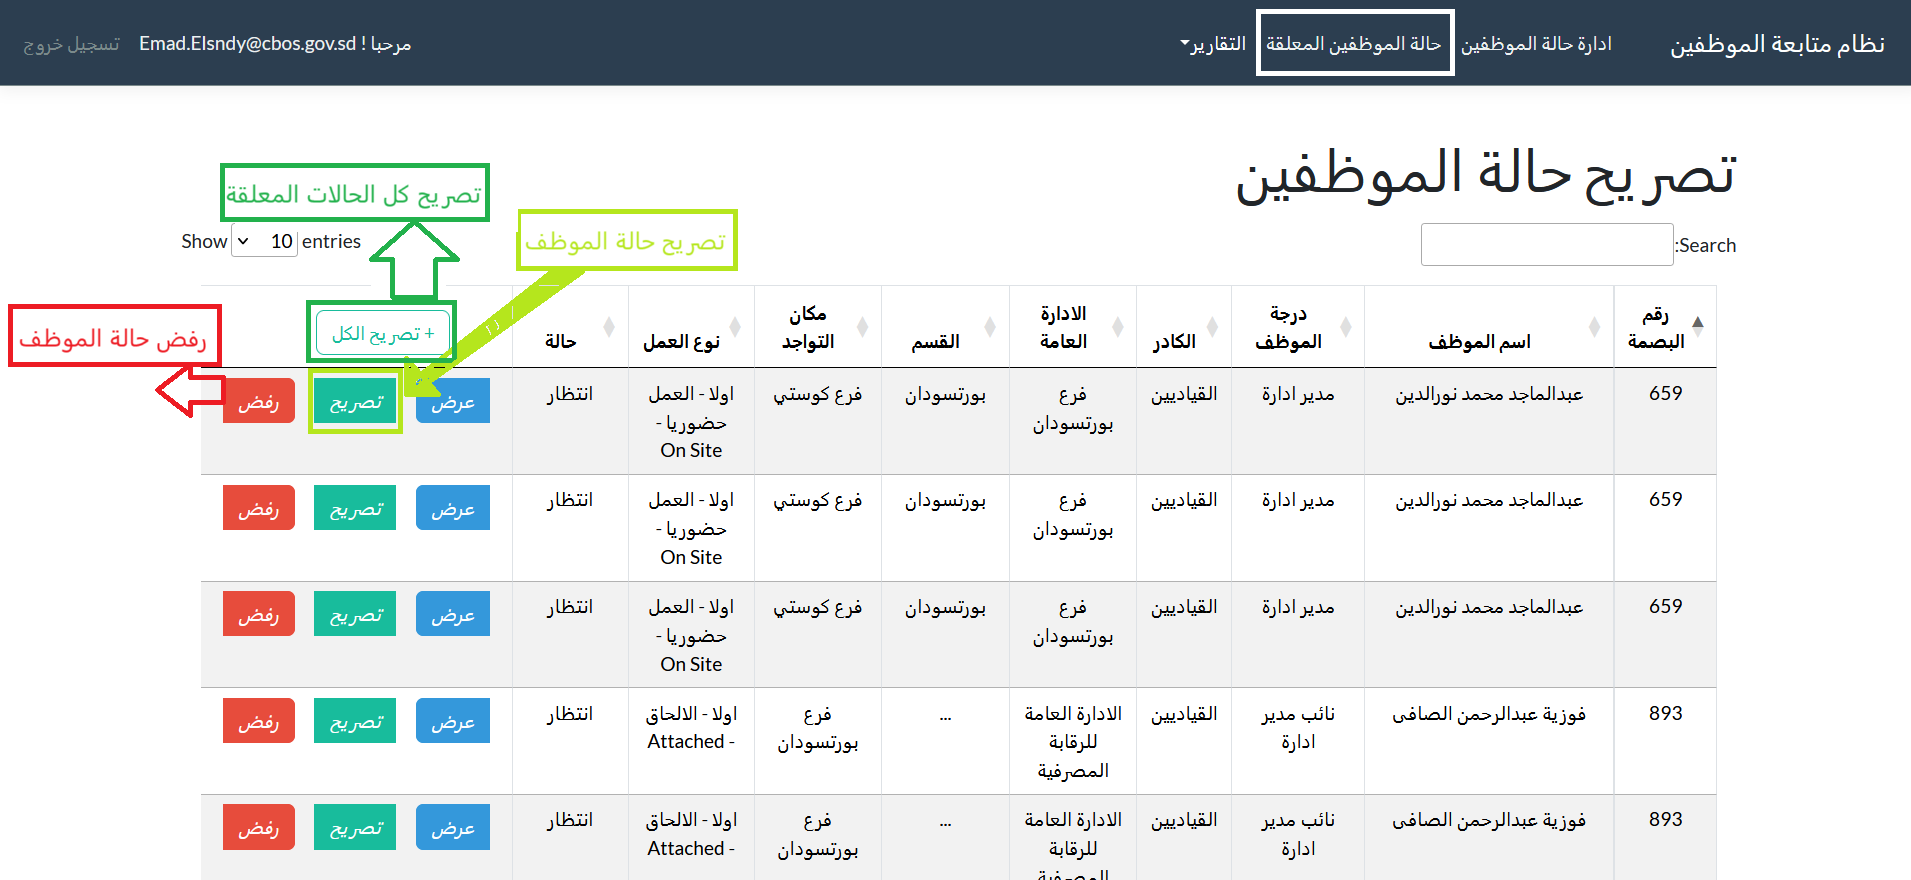 نظام متابعة الموظفين
ادارة حالة الموظفين
حالة الموظفين المعلقة
التقارير
مرحبا ! Emad.Elsndy@cbos.gov.sd
تسجيل خروج
تصريح حالة الموظفين
تصريح كل الحالات المعلقة
تصريح حالة الموظف
رفض حالة الموظف
Search:
Show 10 entries
رقم
البصمة
اسم الموظف
درجة
الموظف
الكادر
الادارة
العامة
القسم
مكان
التواجد
نوع العمل
حالة
+ تصريح الكل
659
عبدالماجد محمد نورالدين
مدير ادارة
القياديين
فرع
بورتسودان
بورتسودان
فرع كوستي
اولا - العمل
حضوريا -
On Site
انتظار
عرض
تصريح
رفض
659
عبدالماجد محمد نورالدين
مدير ادارة
القياديين
فرع
بورتسودان
بورتسودان
فرع كوستي
اولا - العمل
حضوريا -
On Site
انتظار
عرض
تصريح
رفض
659
عبدالماجد محمد نورالدين
مدير ادارة
القياديين
فرع
بورتسودان
بورتسودان
فرع كوستي
اولا - العمل
حضوريا -
On Site
انتظار
عرض
تصريح
رفض
893
فوزية عبدالرحمن الصافى
نائب مدير
ادارة
القياديين
الادارة العامة
للرقابة
المصرفية
...
فرع
بورتسودان
اولا - الالحاق
- Attached
انتظار
عرض
تصريح
رفض
893
فوزية عبدالرحمن الصافى
نائب مدير
ادارة
القياديين
الادارة العامة
للرقابة
المصرفية
...
فرع
بورتسودان
اولا - الالحاق
- Attached
انتظار
عرض
تصريح
رفض